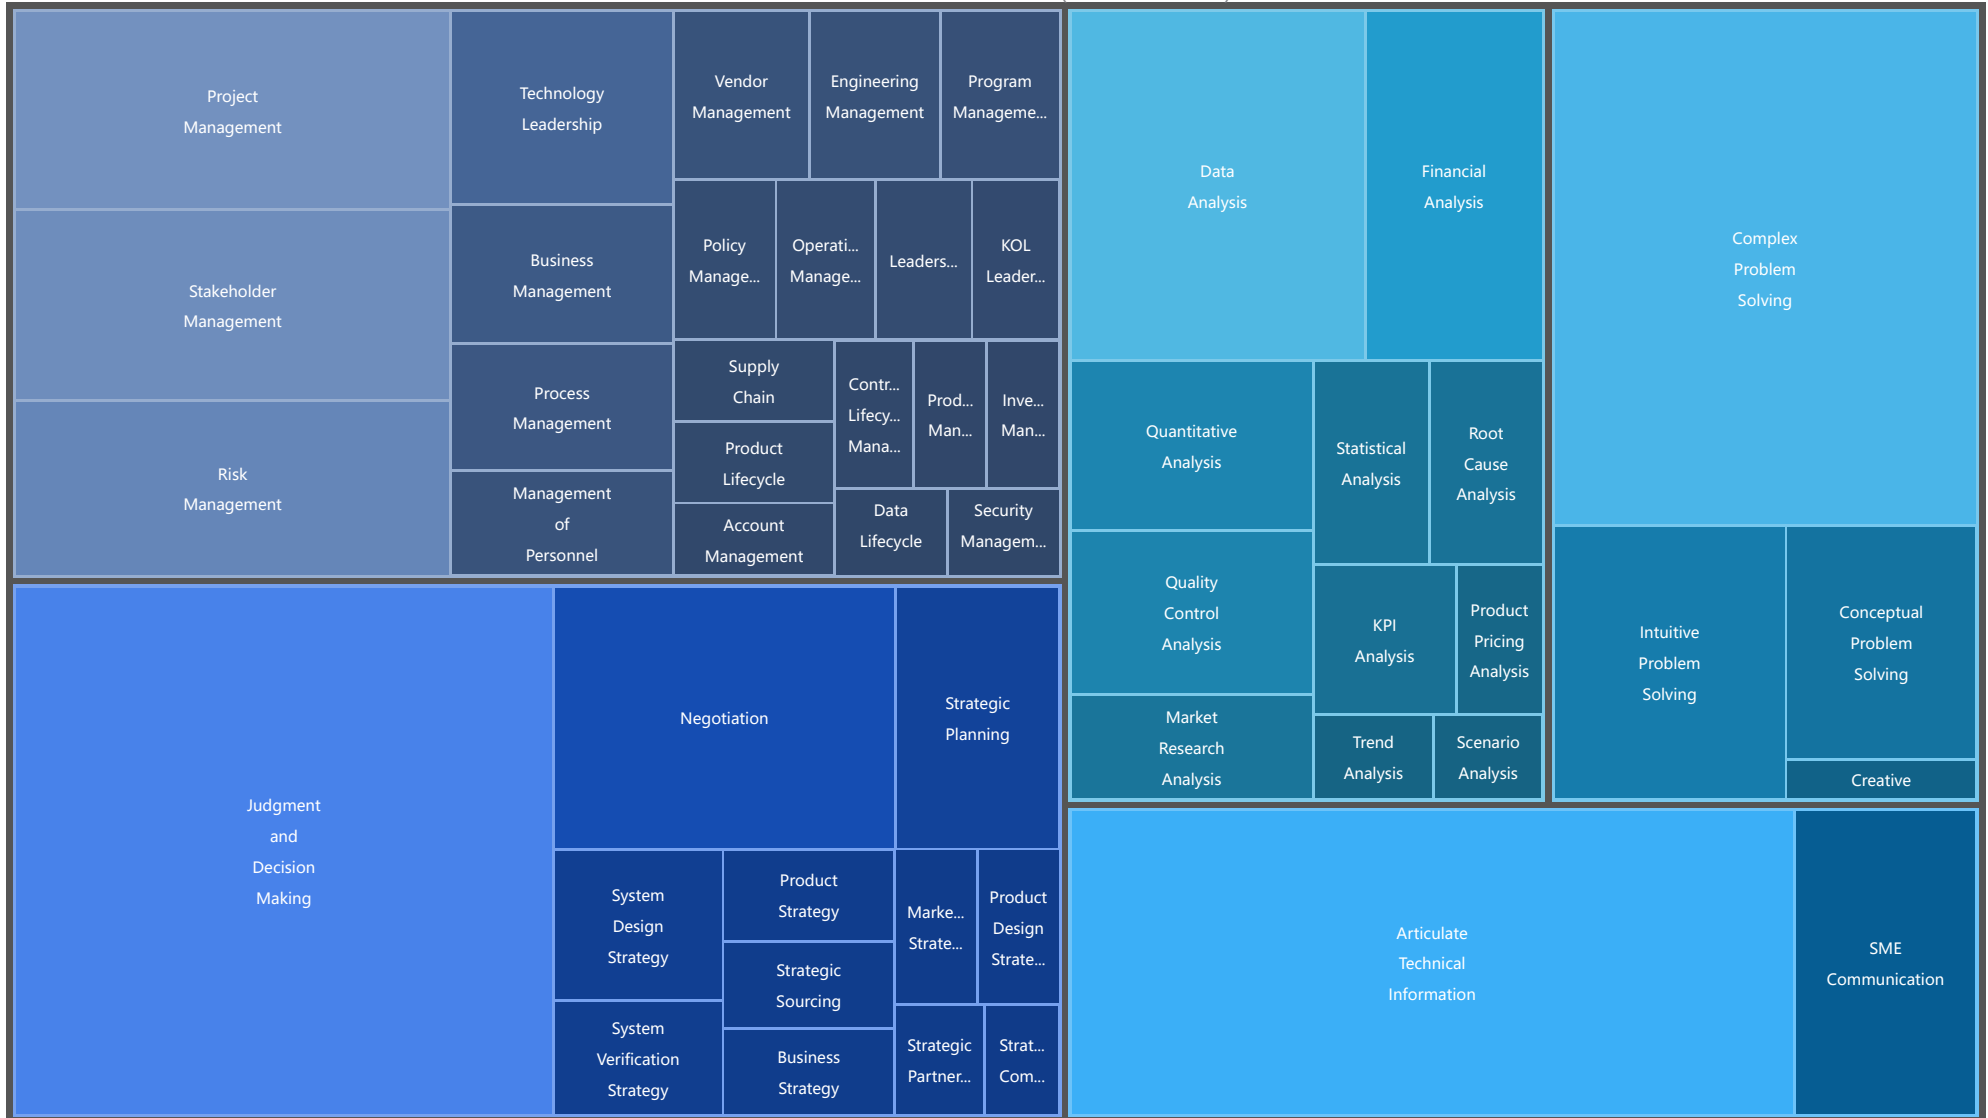 Project
Management
Stakeholder
Management
Risk
Management
Technology
Leadership
Business
Management
Process
Management
Management
of
Personnel
Vendor
Management
Engineering
Management
Program
Manageme...
Policy
Manage...
Operati...
Manage...
Leaders...
KOL
Leader...
Supply
Chain
Product
Lifecycle
Account
Management
Contr...
Lifecy...
Mana...
Prod...
Man...
Inve...
Man...
Data
Lifecycle
Security
Managem...
Judgment
and
Decision
Making
Negotiation
Strategic
Planning
System
Design
Strategy
System
Verification
Strategy
Product
Strategy
Strategic
Sourcing
Business
Strategy
Marke...
Strate...
Product
Design
Strate...
Strategic
Partner...
Strat...
Com...
Data
Analysis
Financial
Analysis
Quantitative
Analysis
Quality
Control
Analysis
Market
Research
Analysis
Statistical
Analysis
Root
Cause
Analysis
KPI
Analysis
Product
Pricing
Analysis
Trend
Analysis
Scenario
Analysis
Complex
Problem
Solving
Intuitive
Problem
Solving
Conceptual
Problem
Solving
Creative
Articulate
Technical
Information
SME
Communication